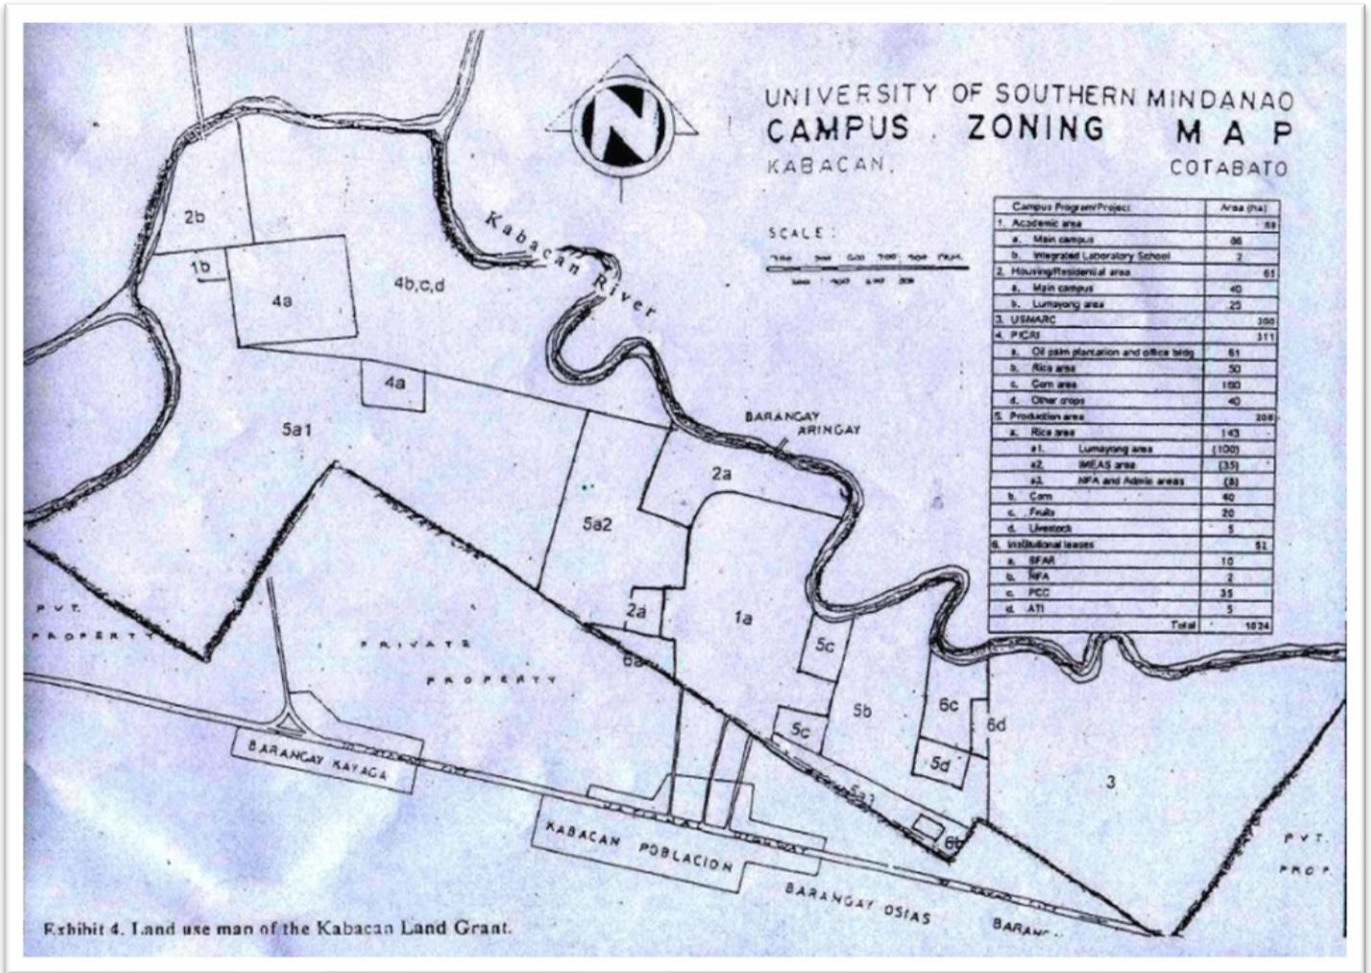 UNIVERSITY OF SOUTHERN MINDANAO
CAMPUS ZONING MAP
KABACAN. COTABATO
SCALE:
Campus Program/Project Area (ha)
1. Academic area 88
a. Main campus 86
b. Integrated Laboratory School 2
2. Housing/Residential area
a. Main campus 40
b. Lumayong area 25
3. USMARC
4. 311
a. Oil palm plantation and office bldg 61
b. Rice area 50
c. Corn area 160
d. Other crops 40
5. Production area 208
a. Rice area 143
a1. Lumayong area (100)
a2. area (35)
a3. NFA and Admin areas (8)
b. Corn 40
c. Fruits 20
d. Livestock 5
6. Institutional leases
a. BFAR 10
b. NFA 2
c. PCC 35
d. ATI 5
Total 1024
N
Kabacan River
2b
1b
4a
4b,c,d
4a
5a1
BARANGAY
ARINGAY
2a
5a2
2a
1a
6a
5c
5c
5b
6c
6d
5d
5a3
6b
3
PVT.
PROPERTY
PRIVATE
PROPERTY
PVT.
PROP.
BARANGAY KAYAGA
KABACAN POBLACION
BARANGAY OSIAS
Exhibit 4. Land use map of the Kabacan Land Grant.